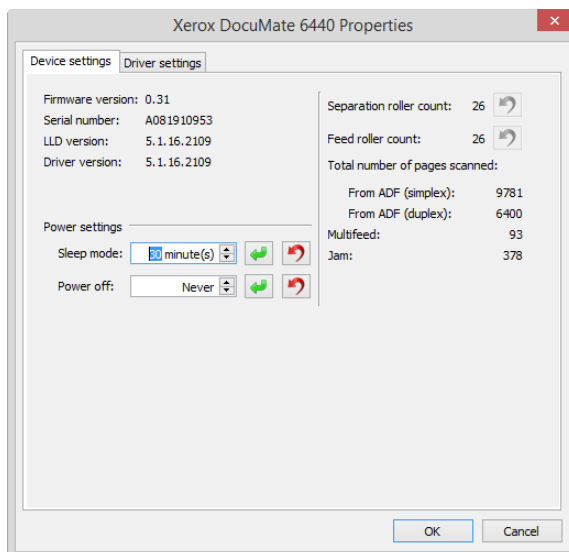 Xerox DocuMate 6440 Properties
Device settings
Driver settings
Firmware version: 0.31
Serial number: A081910953
LLD version: 5.1.16.2109
Driver version: 5.1.16.2109
Power settings
Sleep mode: 30 minute(s)
Power off: Never
Separation roller count: 26
Feed roller count: 26
Total number of pages scanned:
From ADF (simplex): 9781
From ADF (duplex): 6400
Multifeed: 93
Jam: 378
OK
Cancel